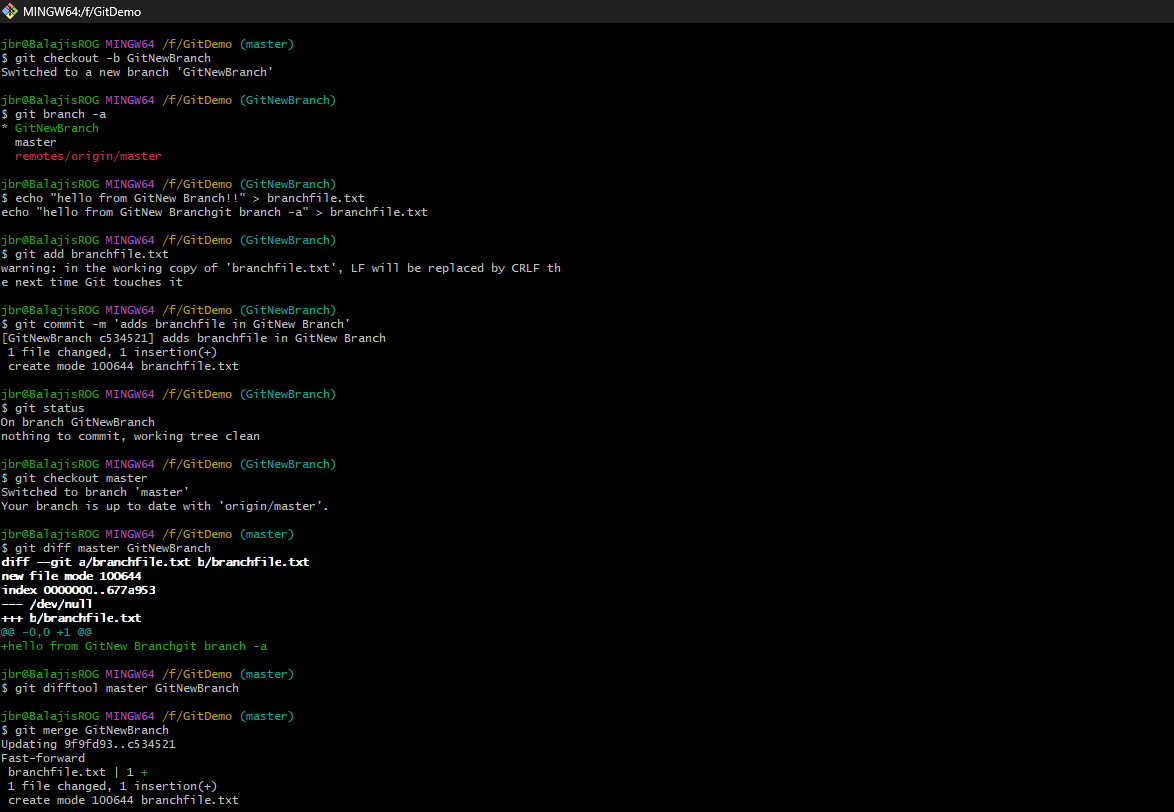 MINGW64:/f/GitDemo
jbr@BalajisROG MINGW64 /f/GitDemo (master)
$ git checkout -b GitNewBranch
Switched to a new branch 'GitNewBranch'
jbr@BalajisROG MINGW64 /f/GitDemo (GitNewBranch)
$ git branch -a
* GitNewBranch
  master
  remotes/origin/master
jbr@BalajisROG MINGW64 /f/GitDemo (GitNewBranch)
$ echo "hello from GitNew Branch!!" > branchfile.txt
echo "hello from GitNew Branchgit branch -a" > branchfile.txt
jbr@BalajisROG MINGW64 /f/GitDemo (GitNewBranch)
$ git add branchfile.txt
warning: in the working copy of 'branchfile.txt', LF will be replaced by CRLF th
e next time Git touches it
jbr@BalajisROG MINGW64 /f/GitDemo (GitNewBranch)
$ git commit -m 'adds branchfile in GitNew Branch'
[GitNewBranch c534521] adds branchfile in GitNew Branch
 1 file changed, 1 insertion(+)
 create mode 100644 branchfile.txt
jbr@BalajisROG MINGW64 /f/GitDemo (GitNewBranch)
$ git status
On branch GitNewBranch
nothing to commit, working tree clean
jbr@BalajisROG MINGW64 /f/GitDemo (GitNewBranch)
$ git checkout master
Switched to branch 'master'
Your branch is up to date with 'origin/master'.
jbr@BalajisROG MINGW64 /f/GitDemo (master)
$ git diff master GitNewBranch
diff --git a/branchfile.txt b/branchfile.txt
new file mode 100644
index 0000000..677a953
--- /dev/null
+++ b/branchfile.txt
@@ -0,0 +1 @@
+hello from GitNew Branchgit branch -a
jbr@BalajisROG MINGW64 /f/GitDemo (master)
$ git difftool master GitNewBranch
jbr@BalajisROG MINGW64 /f/GitDemo (master)
$ git merge GitNewBranch
Updating 9f9fd93..c534521
Fast-forward
 branchfile.txt | 1 +
 1 file changed, 1 insertion(+)
 create mode 100644 branchfile.txt